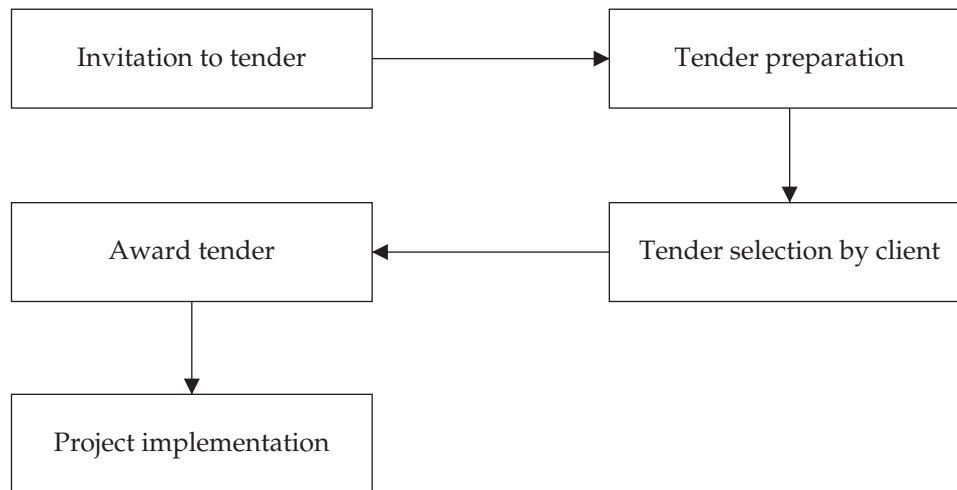 Invitation to tender
Tender preparation
Tender selection by client
Award tender
Project implementation